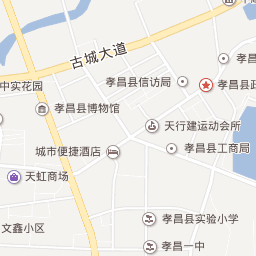 古城大道
孝昌县信访局
中实花园
孝昌县政
孝昌县博物馆
天行建运动会所
城市便捷酒店
孝昌县工商局
天虹商场
文鑫小区
孝昌县实验小学
孝昌一中